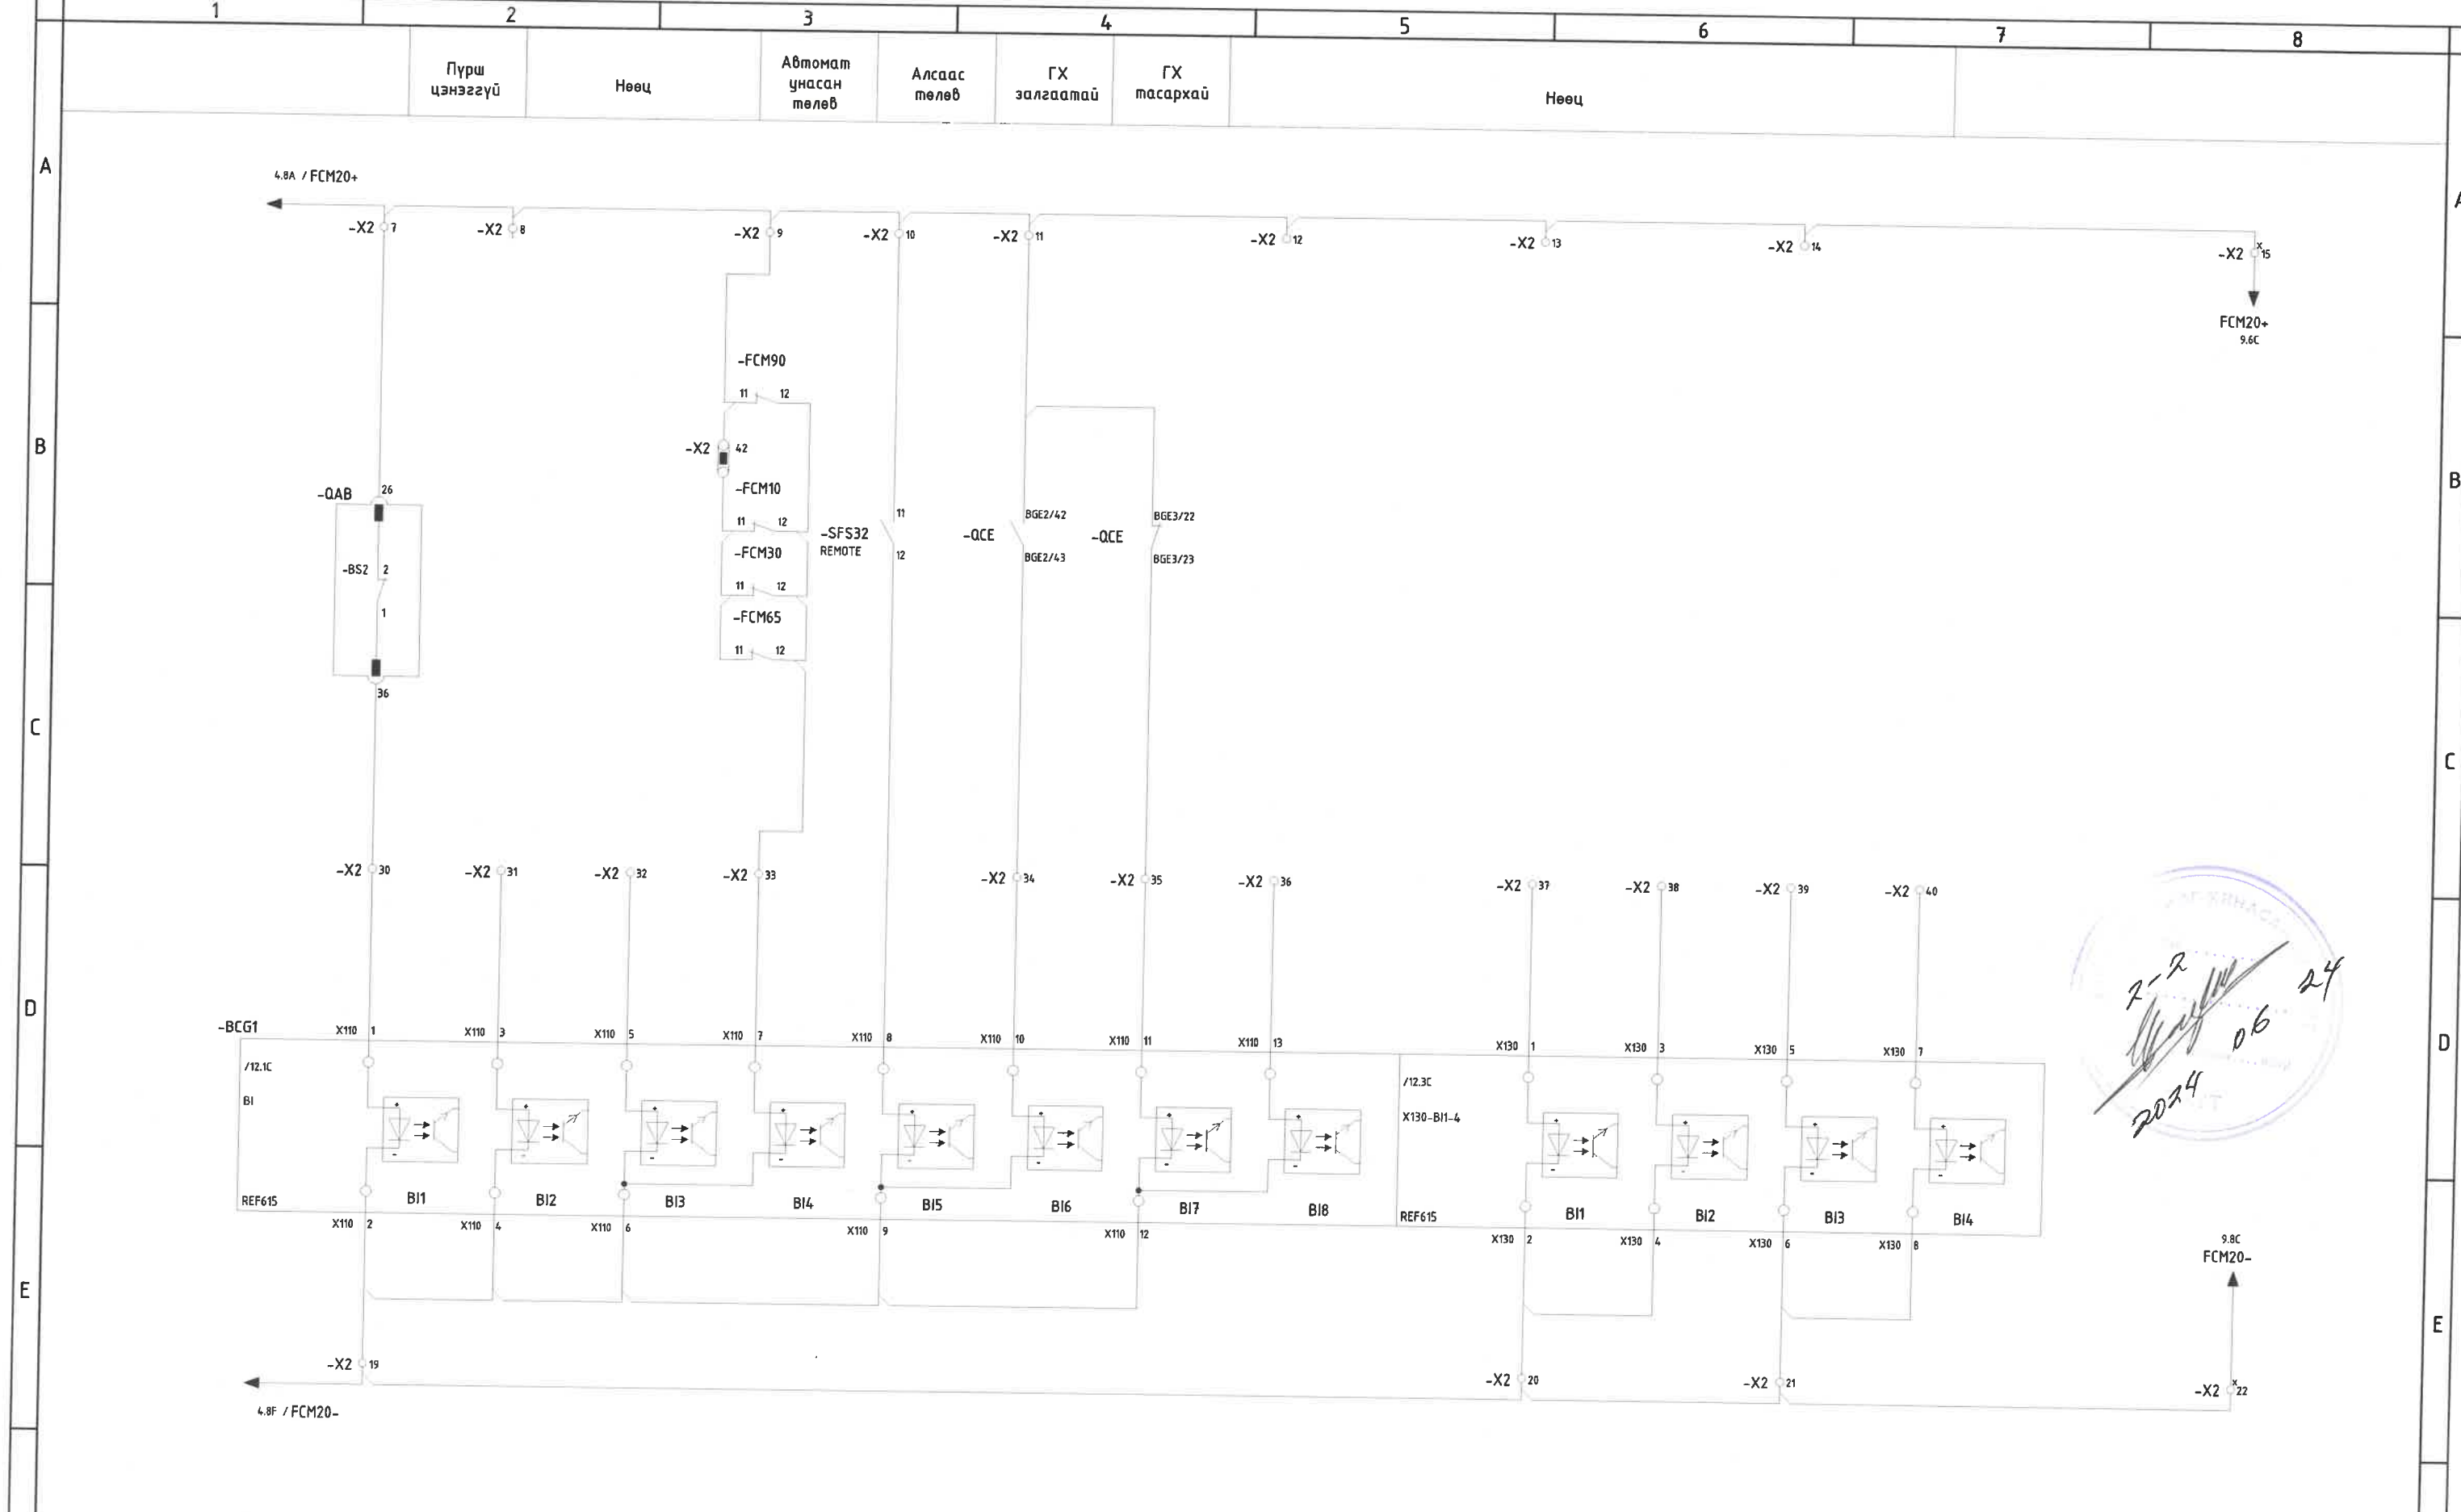 1 2 3 4 5 6 7 8
Пүрш
цэнэггүй
Нөөц
Автомат
унасан
төлөв
Алсаас
төлөв
ГХ
залгаатай
ГХ
тасархай
Нөөц
A
4.8A / FCM20+
-X2 7
-X2 8
-X2 9
-X2 10
-X2 11
-X2 12
-X2 13
-X2 14
-X2 x 15
FCM20+
9.6C
-FCM90
11 12
B
B
-X2 42
-QAB 26
-FCM10
11 12
-SFS32 11
REMOTE 12
-QCE BGE2/42
BGE2/43
-QCE BGE3/22
BGE3/23
-FCM30
11 12
-BS2 2
1
-FCM65
11 12
36
C
C
-X2 30
-X2 31
-X2 32
-X2 33
-X2 34
-X2 35
-X2 36
-X2 37
-X2 38
-X2 39
-X2 40
2-2
24
06
2024
D
D
-BCG1
X110 1
X110 3
X110 5
X110 7
X110 8
X110 10
X110 11
X110 13
X130 1
X130 3
X130 5
X130 7
/12.1C
BI
/12.3C
X130-BI1-4
+ + + + + + + + + + + +
- - - - - - - - - - - -
REF615
BI1 BI2 BI3 BI4 BI5 BI6 BI7 BI8
REF615
BI1 BI2 BI3 BI4
X110 2
X110 4
X110 6
X110 9
X110 12
X130 2
X130 4
X130 6
X130 8
9.8C
FCM20-
E
E
-X2 19
-X2 20
-X2 21
-X2 x 22
4.8F / FCM20-